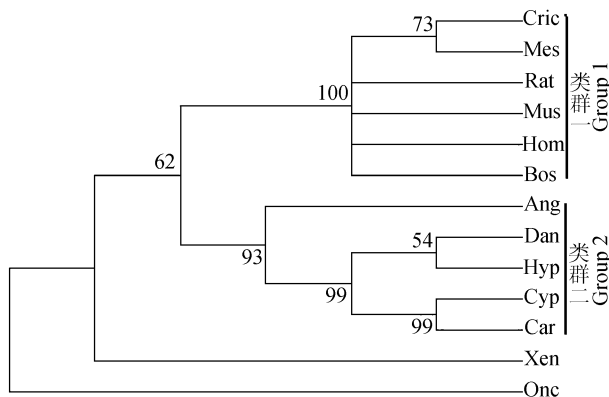 Cric
73
Mes
Rat
100
Mus
Hom
Bos
类群一
Group 1
62
Ang
93
Dan
54
Hyp
99
Cyp
99
Car
类群二
Group 2
Xen
Onc